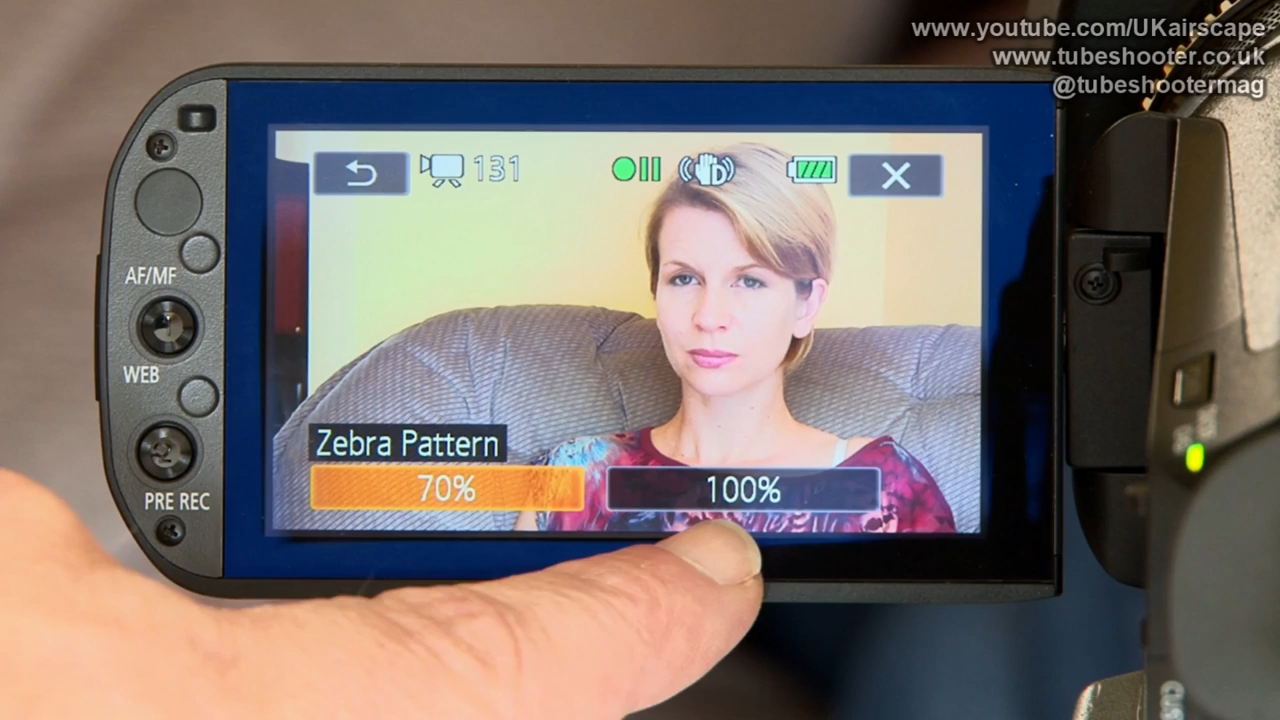 www.youtube.com/UKairscape
www.tubeshooter.co.uk
@tubeshootermag
131
AF/MF
WEB
Zebra Pattern
70%
100%
PRE REC